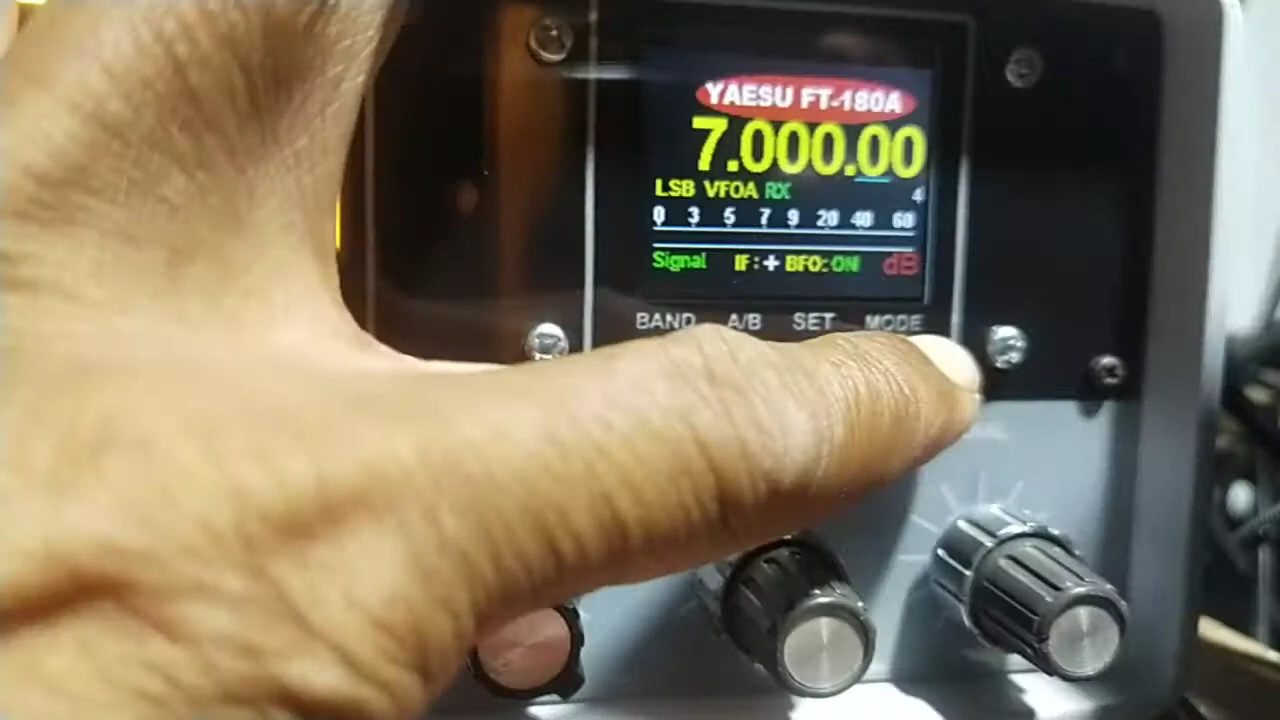 YAESU FT-180A
7.000.00
LSB VFOA RX
4
0 3 5 7 9 20 40 60
Signal IF:+ BFO:ON dB
BAND A/B SET MODE